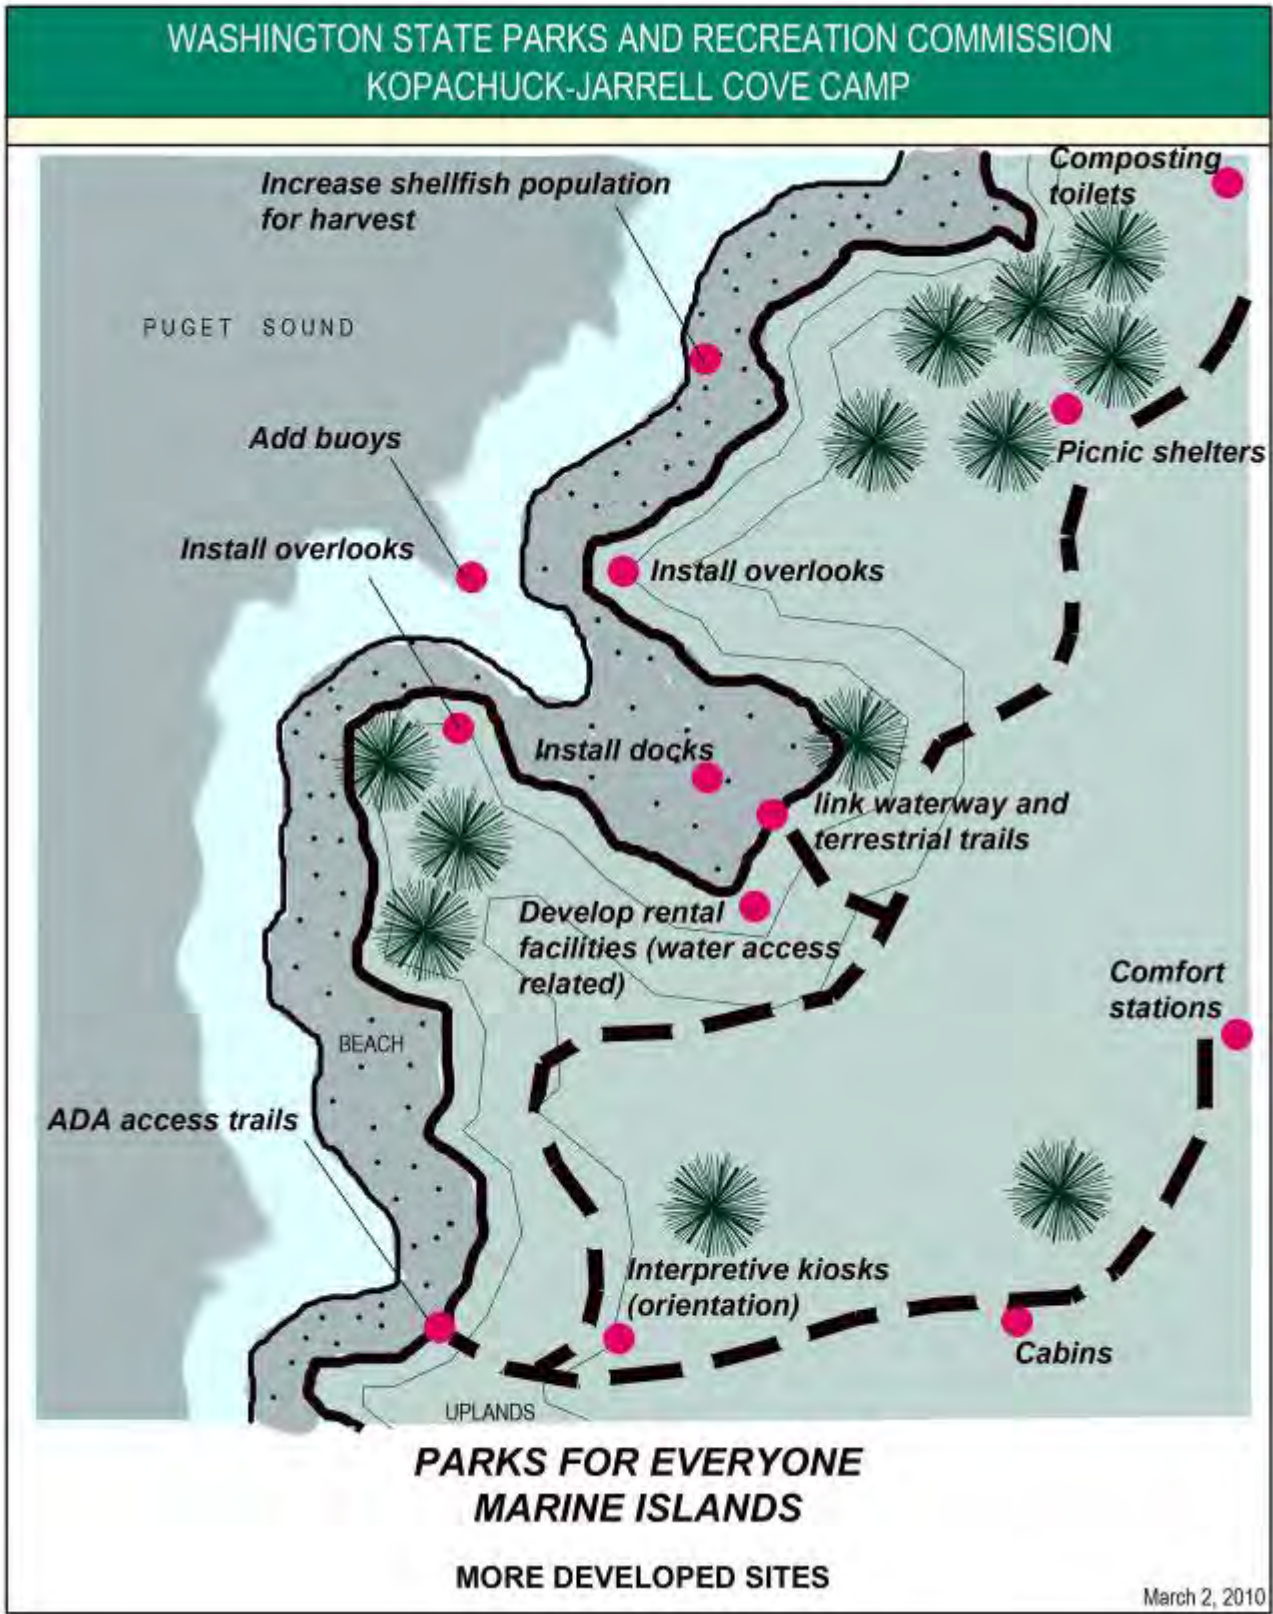 WASHINGTON STATE PARKS AND RECREATION COMMISSION
KOPACHUCK-JARRELL COVE CAMP
Composting
toilets
Increase shellfish population
for harvest
PUGET SOUND
Add buoys
Picnic shelters
Install overlooks
Install overlooks
Install docks
link waterway and
terrestrial trails
Develop rental
facilities (water access
related)
Comfort
stations
BEACH
ADA access trails
Interpretive kiosks
(orientation)
Cabins
UPLANDS
PARKS FOR EVERYONE
MARINE ISLANDS
MORE DEVELOPED SITES
March 2, 2010